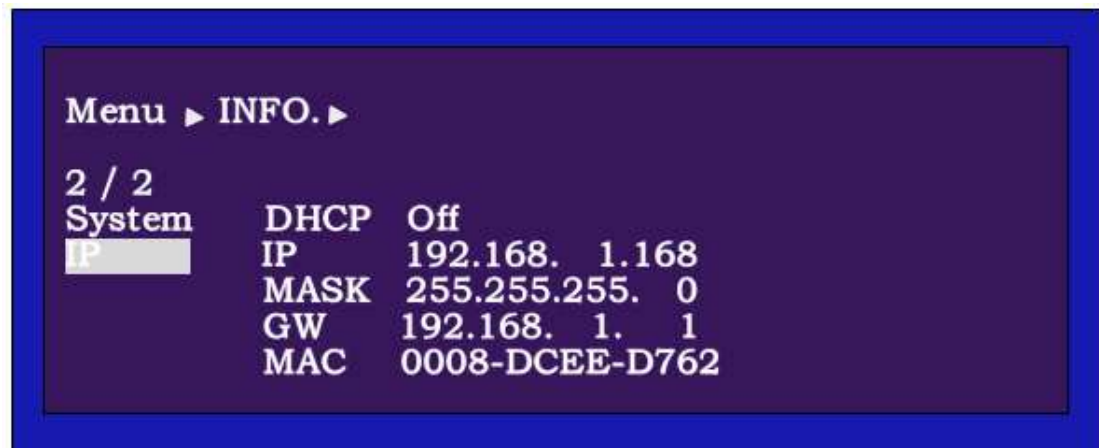 Menu ▶ INFO. ▶
2 / 2
System DHCP Off
IP IP 192.168. 1.168
MASK 255.255.255. 0
GW 192.168. 1. 1
MAC 0008-DCEE-D762